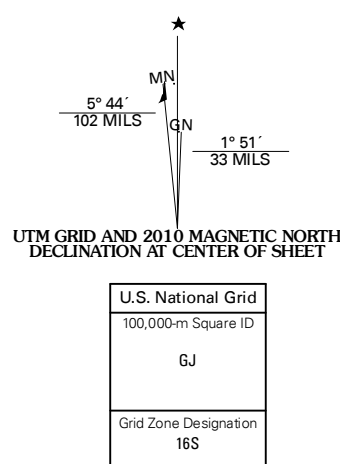 ★
MN
5° 44´
102 MILS
GN
1° 51´
33 MILS
UTM GRID AND 2010 MAGNETIC NORTH
DECLINATION AT CENTER OF SHEET
U.S. National Grid
100,000-m Square ID
GJ
Grid Zone Designation
16S